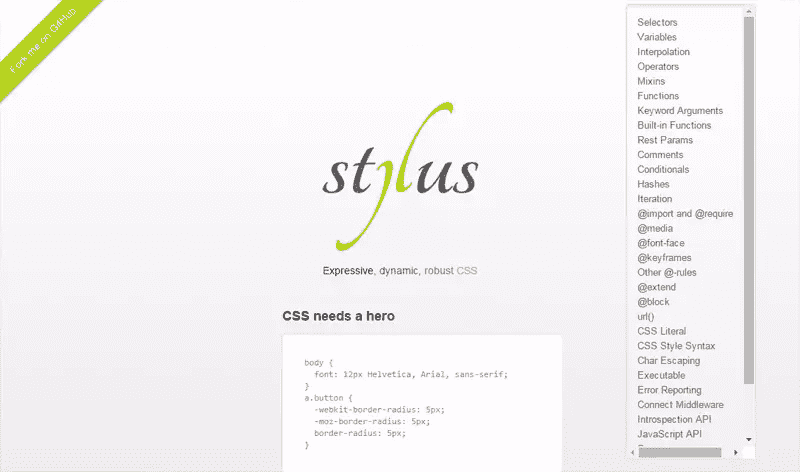 Fork me on GitHub
stylus
Expressive, dynamic, robust CSS
CSS needs a hero
body {
font: 12px Helvetica, Arial, sans-serif;
}
a.button {
-webkit-border-radius: 5px;
-moz-border-radius: 5px;
border-radius: 5px;
}
Selectors
Variables
Interpolation
Operators
Mixins
Functions
Keyword Arguments
Built-in Functions
Rest Params
Comments
Conditionals
Hashes
Iteration
@import and @require
@media
@font-face
@keyframes
Other @-rules
@extend
@block
url()
CSS Literal
CSS Style Syntax
Char Escaping
Executable
Error Reporting
Connect Middleware
Introspection API
JavaScript API